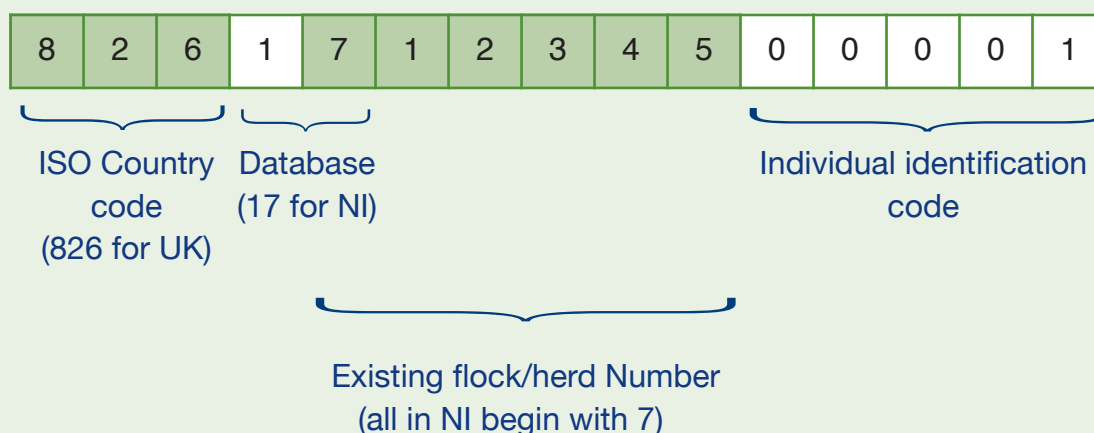 8 2 6 1 7 1 2 3 4 5 0 0 0 0 1
ISO Country code (826 for UK)
Database (17 for NI)
Individual identification code
Existing flock/herd Number
(all in NI begin with 7)